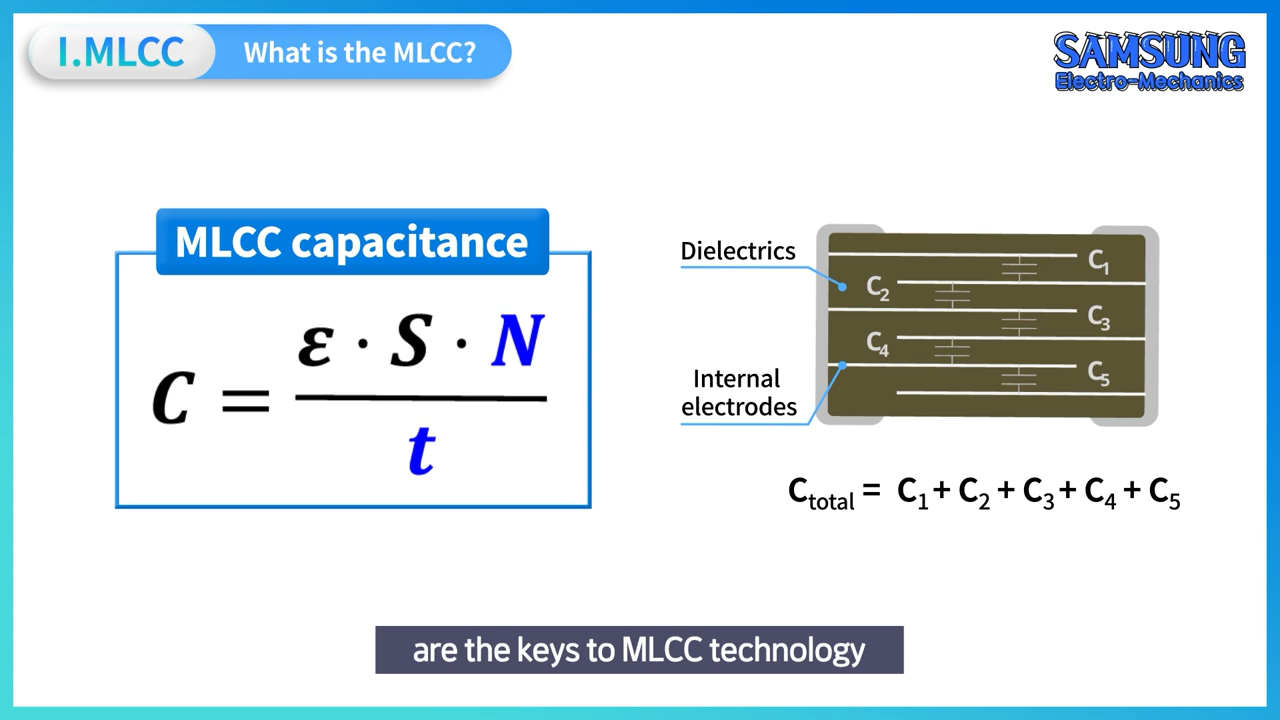 I.MLCC
What is the MLCC?
SAMSUNG
Electro-Mechanics
MLCC capacitance
C = ε · S · N / t
Dielectrics
Internal
electrodes
C1
C2
C3
C4
C5
Ctotal = C1 + C2 + C3 + C4 + C5
are the keys to MLCC technology